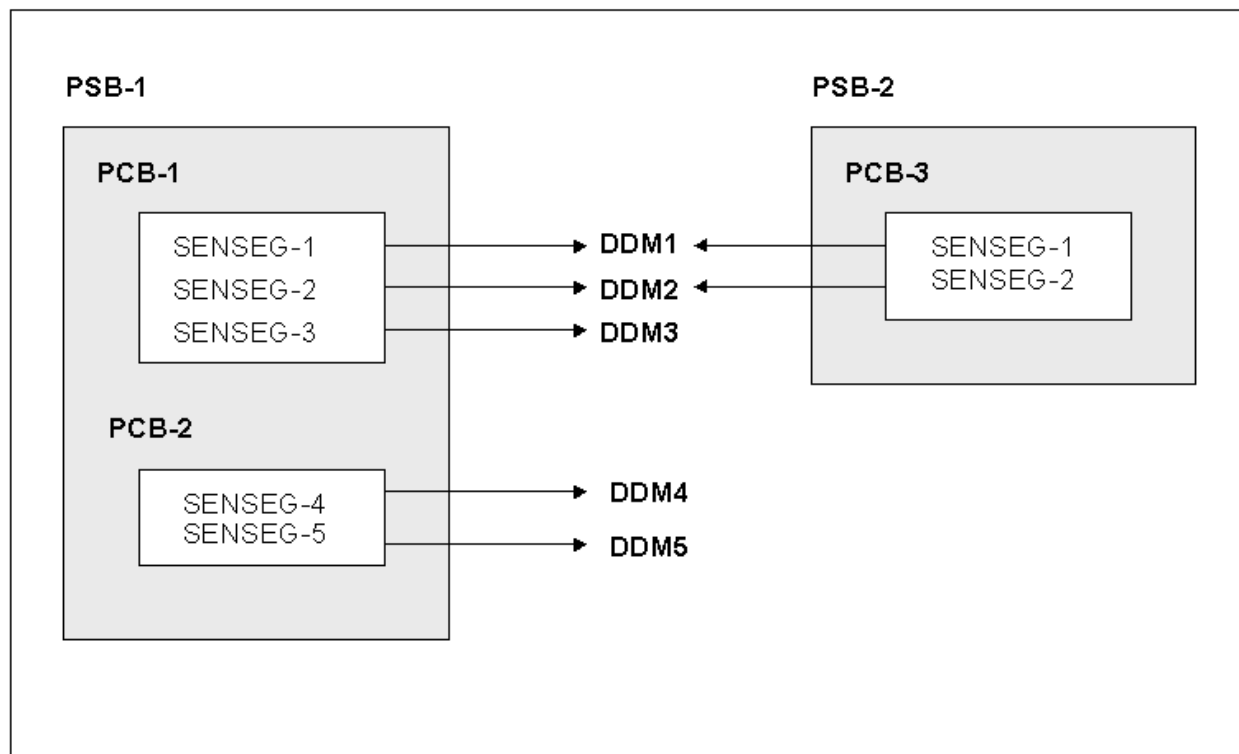 PSB-1
PSB-2
PCB-1
PCB-3
SENSEG-1
DDM1
SENSEG-1
SENSEG-2
DDM2
SENSEG-2
SENSEG-3
DDM3
PCB-2
SENSEG-4
DDM4
SENSEG-5
DDM5